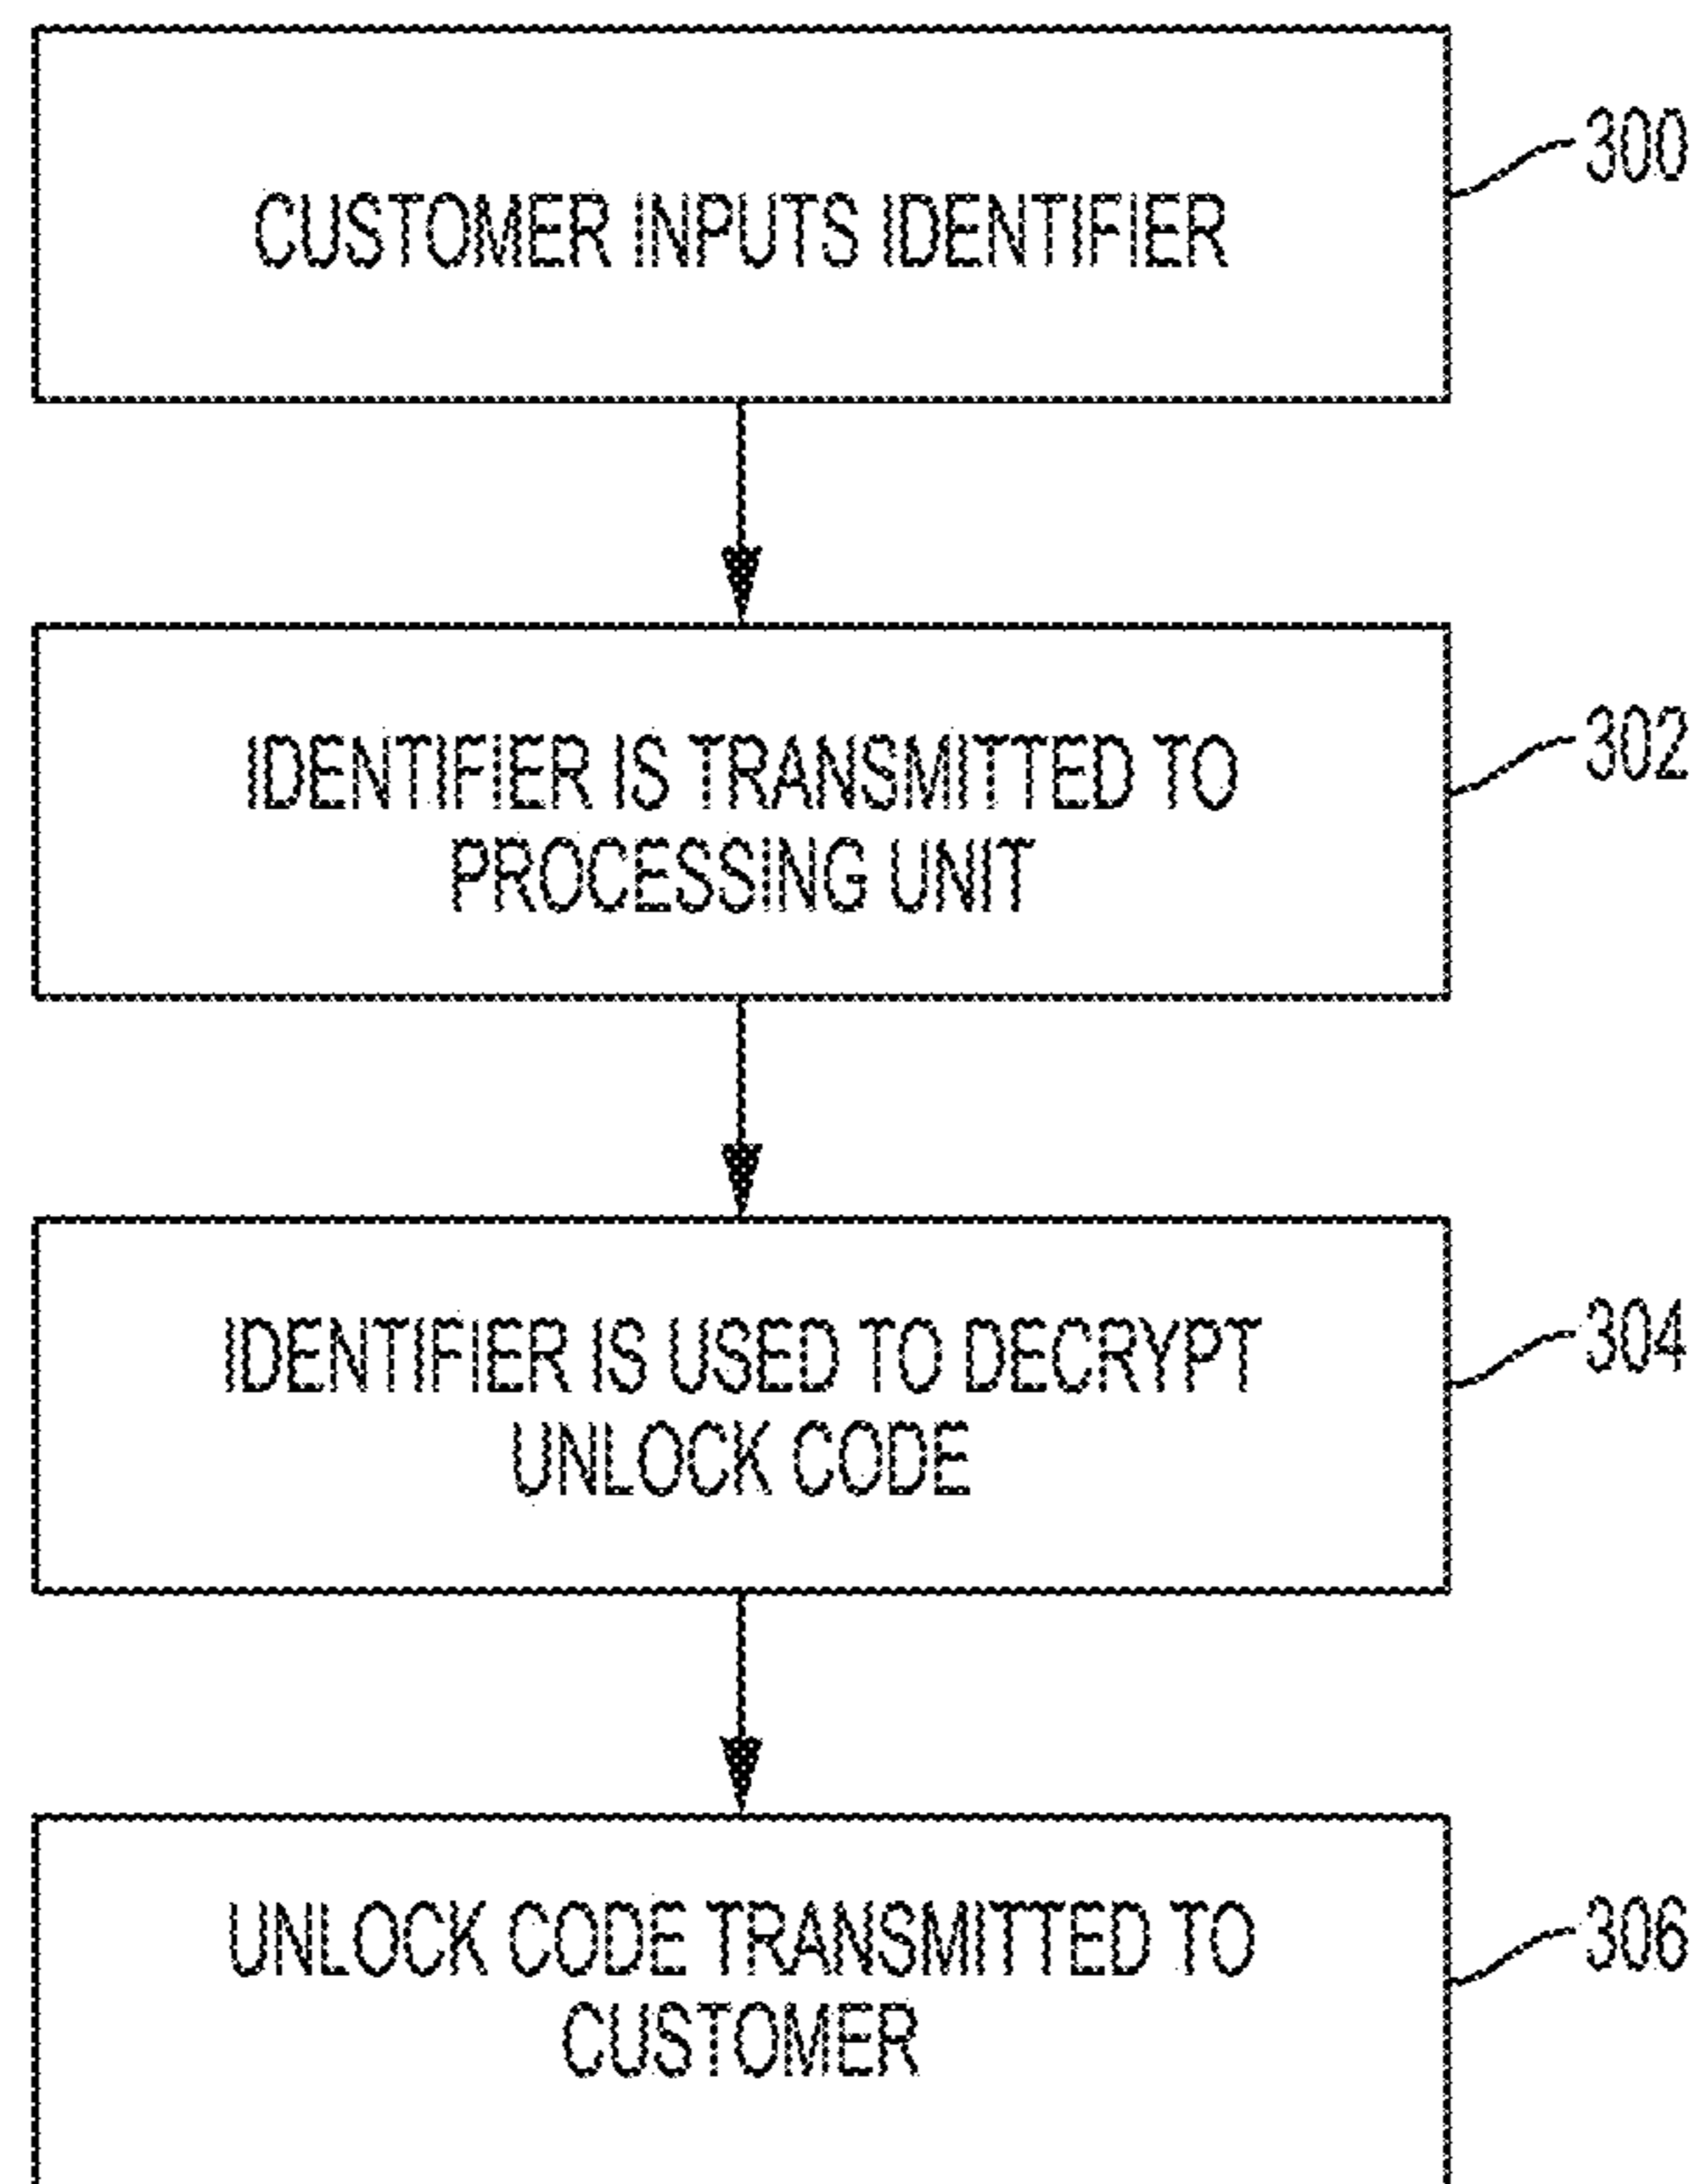 CUSTOMER INPUTS IDENTIFIER
300
IDENTIFIER IS TRANSMITTED TO
PROCESSING UNIT
302
IDENTIFIER IS USED TO DECRYPT
UNLOCK CODE
304
UNLOCK CODE TRANSMITTED TO
CUSTOMER
306